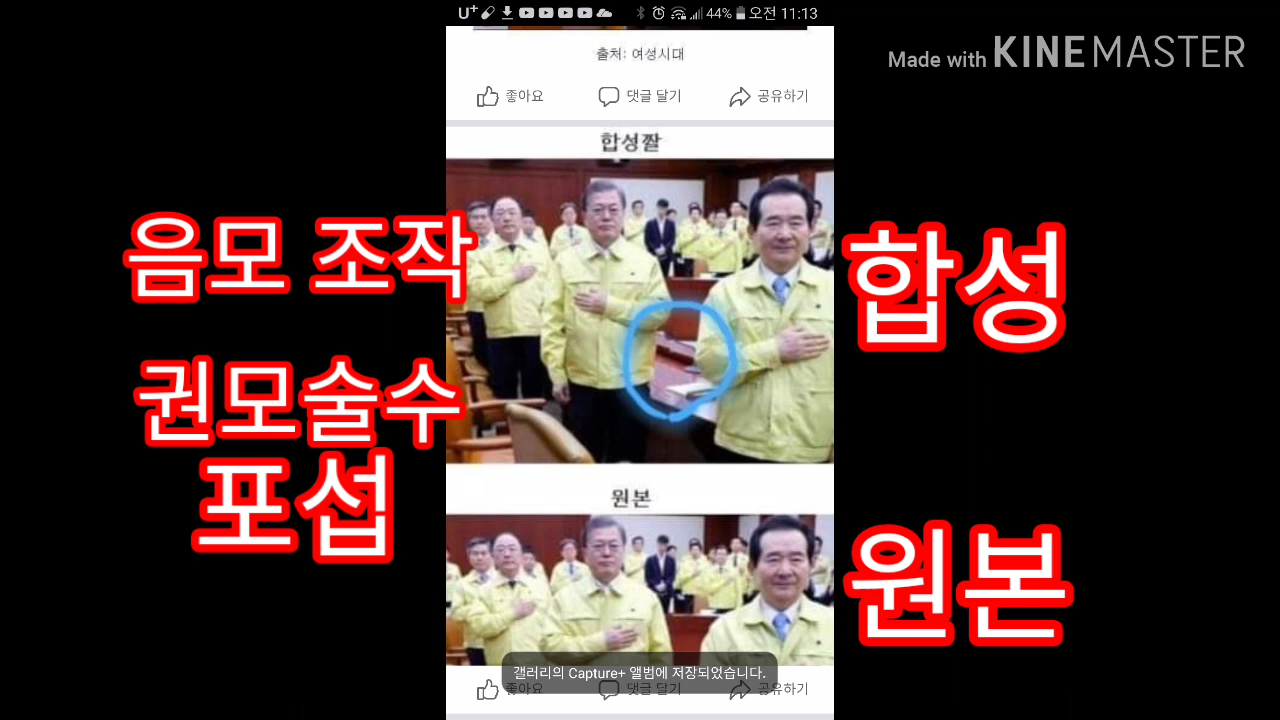 U+ 44% 오전 11:13
Made with KINEMASTER
출처: 여성시대
좋아요 댓글 달기 공유하기
합성짤
음모 조작
권모술수
포섭
합성
원본
원본
갤러리의 Capture+ 앨범에 저장되었습니다.
좋아요 댓글 달기 공유하기